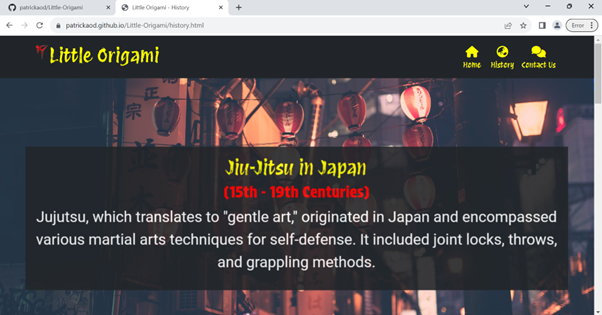 patrickaod/Little-Origami
Little Origami - History
patrickaod.github.io/Little-Origami/history.html
Error
Little Origami
Home
History
Contact Us
Jiu-Jitsu in Japan
(15th - 19th Centuries)
Jujutsu, which translates to "gentle art," originated in Japan and encompassed
various martial arts techniques for self-defense. It included joint locks, throws,
and grappling methods.